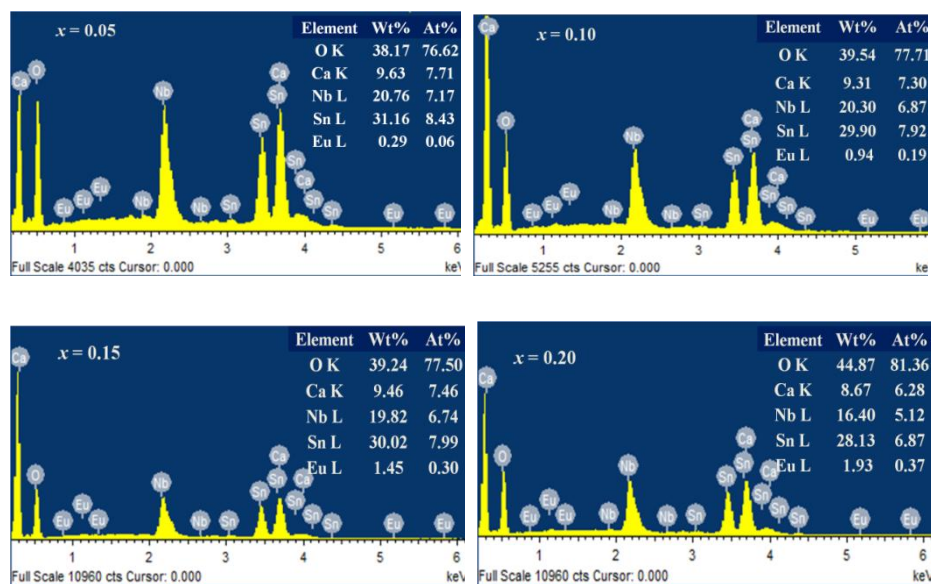 x = 0.05
Element Wt% At%
O K 38.17 76.62
Ca K 9.63 7.71
Nb L 20.76 7.17
Sn L 31.16 8.43
Eu L 0.29 0.06
Ca O Eu Eu Eu Nb Nb Nb Sn Sn Ca Sn Sn Ca Sn Sn Eu Eu
1 2 3 4 5 6
Full Scale 4035 cts Cursor: 0.000 keV
x = 0.10
Element Wt% At%
O K 39.54 77.71
Ca K 9.31 7.30
Nb L 20.30 6.87
Sn L 29.90 7.92
Eu L 0.94 0.19
Ca O Eu Eu Eu Nb Nb Nb Sn Sn Ca Sn Sn Ca Sn Sn Eu Eu
1 2 3 4 5
Full Scale 5255 cts Cursor: 0.000 ke
x = 0.15
Element Wt% At%
O K 39.24 77.50
Ca K 9.46 7.46
Nb L 19.82 6.74
Sn L 30.02 7.99
Eu L 1.45 0.30
Ca O Eu Eu Eu Nb Nb Nb Sn Sn Ca Sn Sn Ca Sn Sn Eu Eu
1 2 3 4 5 6
Full Scale 10960 cts Cursor: 0.000 keV
x = 0.20
Element Wt% At%
O K 44.87 81.36
Ca K 8.67 6.28
Nb L 16.40 5.12
Sn L 28.13 6.87
Eu L 1.93 0.37
Ca O Eu Eu Eu Nb Nb Nb Sn Sn Ca Sn Sn Ca Sn Sn Eu Eu
1 2 3 4 5 6
Full Scale 10960 cts Cursor: 0.000 keV